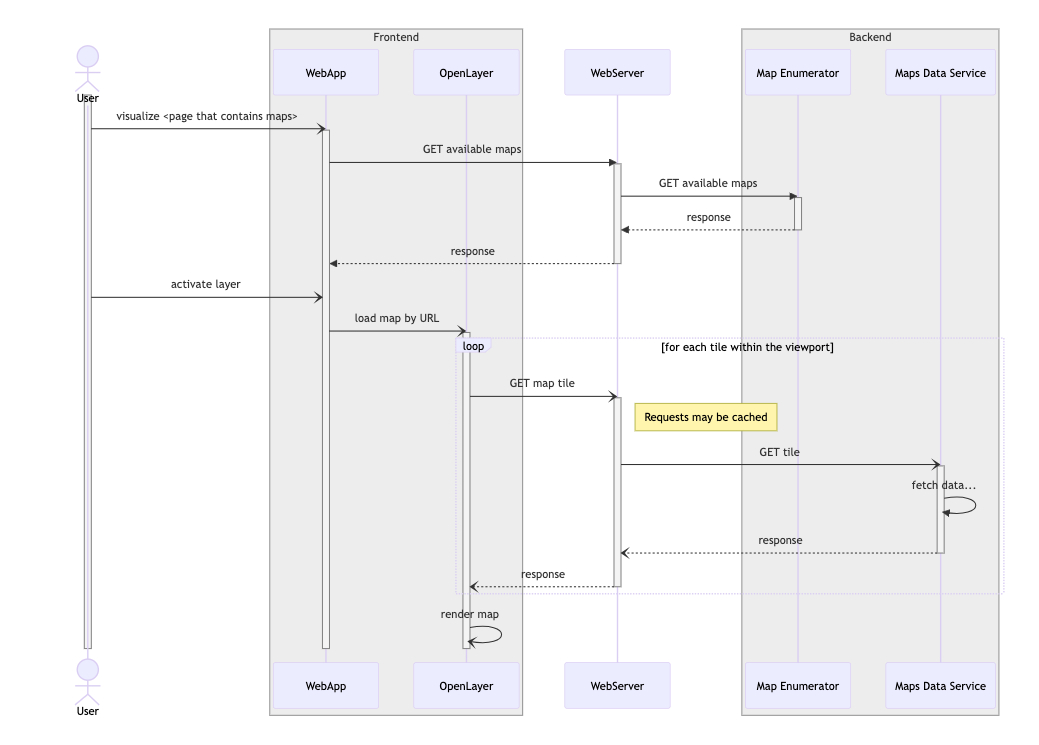 Frontend
Backend
WebApp
OpenLayer
WebServer
Map Enumerator
Maps Data Service
User
visualize <page that contains maps>
GET available maps
GET available maps
response
response
activate layer
load map by URL
loop
[for each tile within the viewport]
GET map tile
Requests may be cached
GET tile
fetch data...
response
response
render map
WebApp
OpenLayer
WebServer
Map Enumerator
Maps Data Service
User